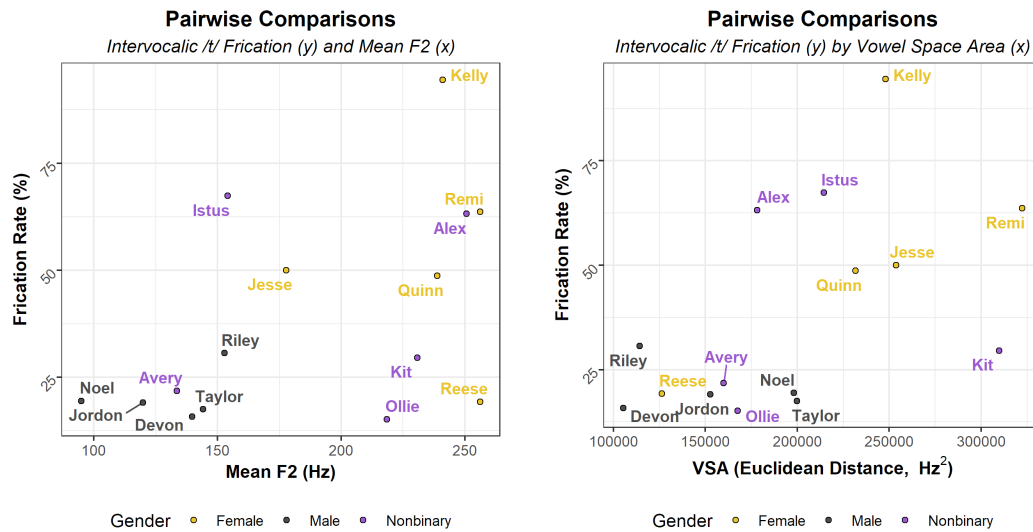 Pairwise Comparisons
Intervocalic /t/ Frication (y) and Mean F2 (x)
Frication Rate (%)
75
50
25
Kelly
Remi
Istus
Alex
Jesse
Quinn
Riley
Kit
Avery
Noel
Taylor
Reese
Jordon
Ollie
Devon
100
150
200
250
Mean F2 (Hz)
Gender
Female
Male
Nonbinary
Pairwise Comparisons
Intervocalic /t/ Frication (y) by Vowel Space Area (x)
Frication Rate (%)
75
50
25
Kelly
Istus
Alex
Remi
Jesse
Quinn
Avery
Riley
Kit
Reese
Noel
Jordon
Devon
Ollie
Taylor
100000
150000
200000
250000
300000
VSA (Euclidean Distance, Hz²)
Gender
Female
Male
Nonbinary